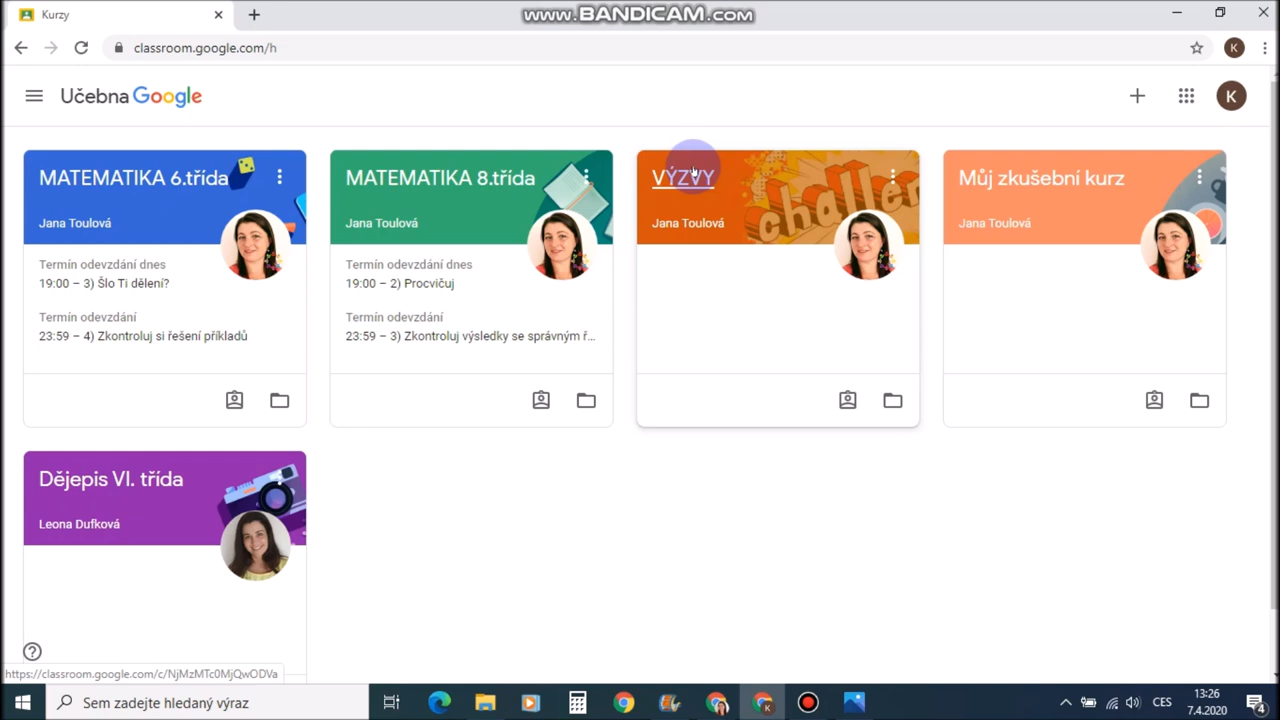 Kurzy
www.BANDICAM.com
classroom.google.com/h
K
Učebna Google
K
MATEMATIKA 6.třída
Jana Toulová
Termín odevzdání dnes
19:00 – 3) Šlo Ti dělení?
Termín odevzdání
23:59 – 4) Zkontroluj si řešení příkladů
MATEMATIKA 8.třída
Jana Toulová
Termín odevzdání dnes
19:00 – 2) Procvičuj
Termín odevzdání
23:59 – 3) Zkontroluj výsledky se správným ř...
VÝZVY
Jana Toulová
challen
Můj zkušební kurz
Jana Toulová
Dějepis VI. třída
Leona Dufková
https://classroom.google.com/c/NjMzMTc0MjQwODVa
Sem zadejte hledaný výraz
CES
13:26
7.4.2020
4